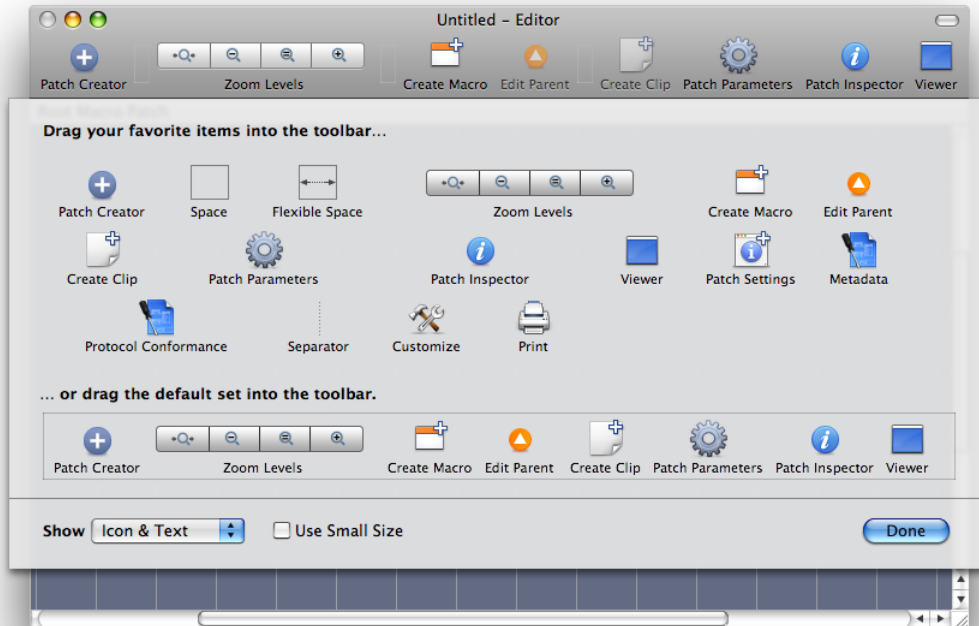 Untitled – Editor
Patch Creator Zoom Levels Create Macro Edit Parent Create Clip Patch Parameters Patch Inspector Viewer
Root Macro Patch
Drag your favorite items into the toolbar...
Patch Creator Space Flexible Space Zoom Levels Create Macro Edit Parent
Create Clip Patch Parameters Patch Inspector Viewer Patch Settings Metadata
Protocol Conformance Separator Customize Print
... or drag the default set into the toolbar.
Patch Creator Zoom Levels Create Macro Edit Parent Create Clip Patch Parameters Patch Inspector Viewer
Show Icon & Text Use Small Size Done